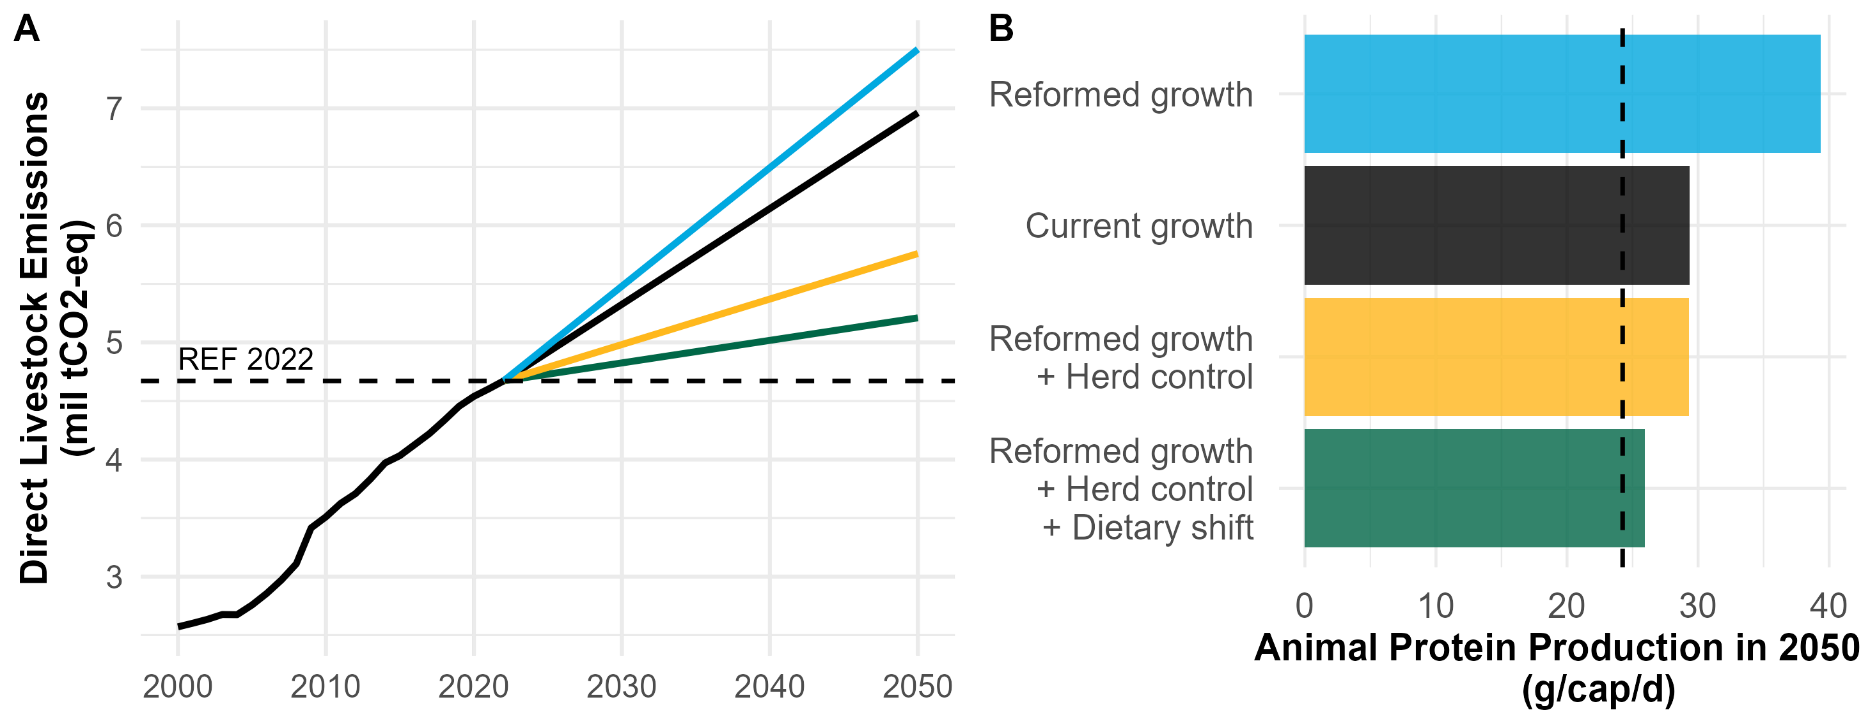 A
Direct Livestock Emissions
(mil tCO2-eq)
7
6
5
4
3
REF 2022
2000 2010 2020 2030 2040 2050
B
Reformed growth
Current growth
Reformed growth
+ Herd control
Reformed growth
+ Herd control
+ Dietary shift
0 10 20 30 40
Animal Protein Production in 2050
(g/cap/d)